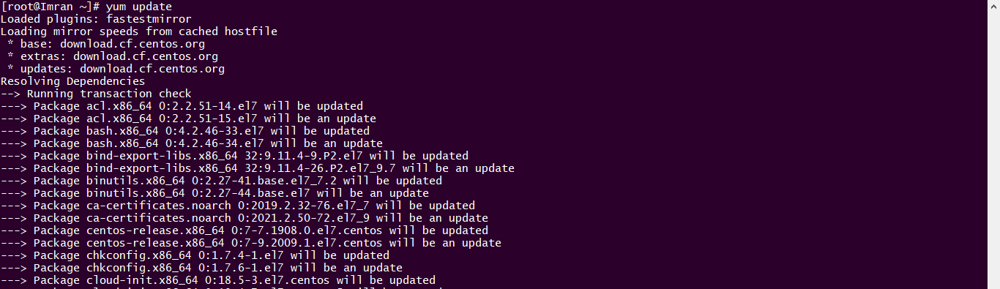 [root@Imran ~]# yum update
Loaded plugins: fastestmirror
Loading mirror speeds from cached hostfile
 * base: download.cf.centos.org
 * extras: download.cf.centos.org
 * updates: download.cf.centos.org
Resolving Dependencies
--> Running transaction check
---> Package acl.x86_64 0:2.2.51-14.el7 will be updated
---> Package acl.x86_64 0:2.2.51-15.el7 will be an update
---> Package bash.x86_64 0:4.2.46-33.el7 will be updated
---> Package bash.x86_64 0:4.2.46-34.el7 will be an update
---> Package bind-export-libs.x86_64 32:9.11.4-9.P2.el7 will be updated
---> Package bind-export-libs.x86_64 32:9.11.4-26.P2.el7_9.7 will be an update
---> Package binutils.x86_64 0:2.27-41.base.el7_7.2 will be updated
---> Package binutils.x86_64 0:2.27-44.base.el7 will be an update
---> Package ca-certificates.noarch 0:2019.2.32-76.el7_7 will be updated
---> Package ca-certificates.noarch 0:2021.2.50-72.el7_9 will be an update
---> Package centos-release.x86_64 0:7-7.1908.0.el7.centos will be updated
---> Package centos-release.x86_64 0:7-9.2009.1.el7.centos will be an update
---> Package chkconfig.x86_64 0:1.7.4-1.el7 will be updated
---> Package chkconfig.x86_64 0:1.7.6-1.el7 will be an update
---> Package cloud-init.x86_64 0:18.5-3.el7.centos will be updated